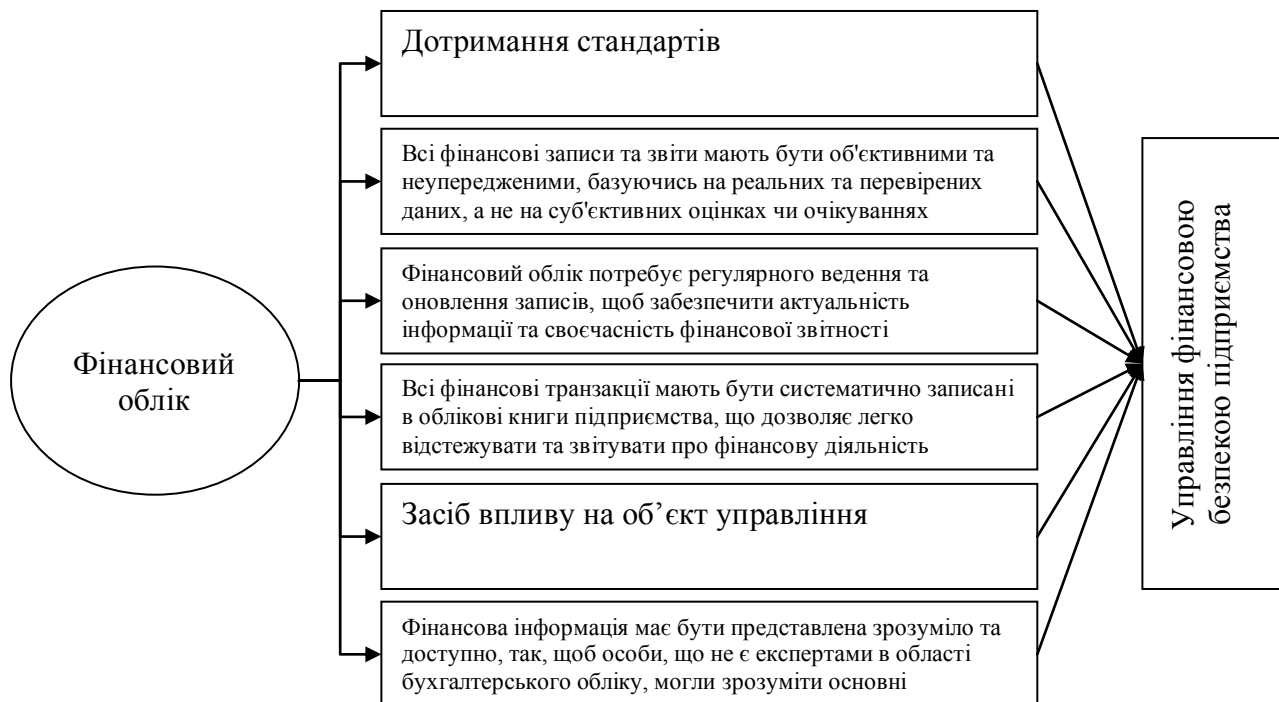 Дотримання стандартів
Всі фінансові записи та звіти мають бути об'єктивними та
неупередженими, базуючись на реальних та перевірених
даних, а не на суб'єктивних оцінках чи очікуваннях
Фінансовий облік потребує регулярного ведення та
оновлення записів, щоб забезпечити актуальність
інформації та своєчасність фінансової звітності
Фінансовий
облік
Всі фінансові транзакції мають бути систематично записані
в облікові книги підприємства, що дозволяє легко
відстежувати та звітувати про фінансову діяльність
Засіб впливу на об’єкт управління
Фінансова інформація має бути представлена зрозуміло та
доступно, так, щоб особи, що не є експертами в області
бухгалтерського обліку, могли зрозуміти основні
Управління фінансовою
безпекою підприємства